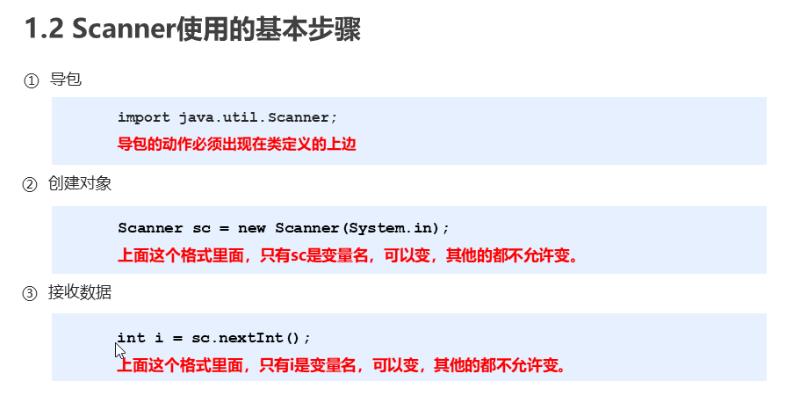 1.2 Scanner使用的基本步骤
① 导包
import java.util.Scanner;
导包的动作必须出现在类定义的上边
② 创建对象
Scanner sc = new Scanner(System.in);
上面这个格式里面，只有sc是变量名，可以变，其他的都不允许变。
③ 接收数据
int i = sc.nextInt();
上面这个格式里面，只有i是变量名，可以变，其他的都不允许变。